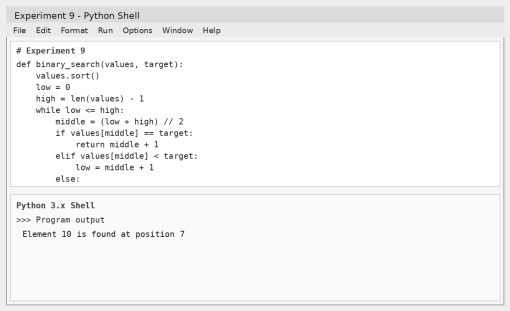 Experiment 9 - Python Shell
File Edit Format Run Options Window Help
# Experiment 9
def binary_search(values, target):
    values.sort()
    low = 0
    high = len(values) - 1
    while low <= high:
        middle = (low + high) // 2
        if values[middle] == target:
            return middle + 1
        elif values[middle] < target:
            low = middle + 1
        else:
Python 3.x Shell
>>> Program output
Element 10 is found at position 7